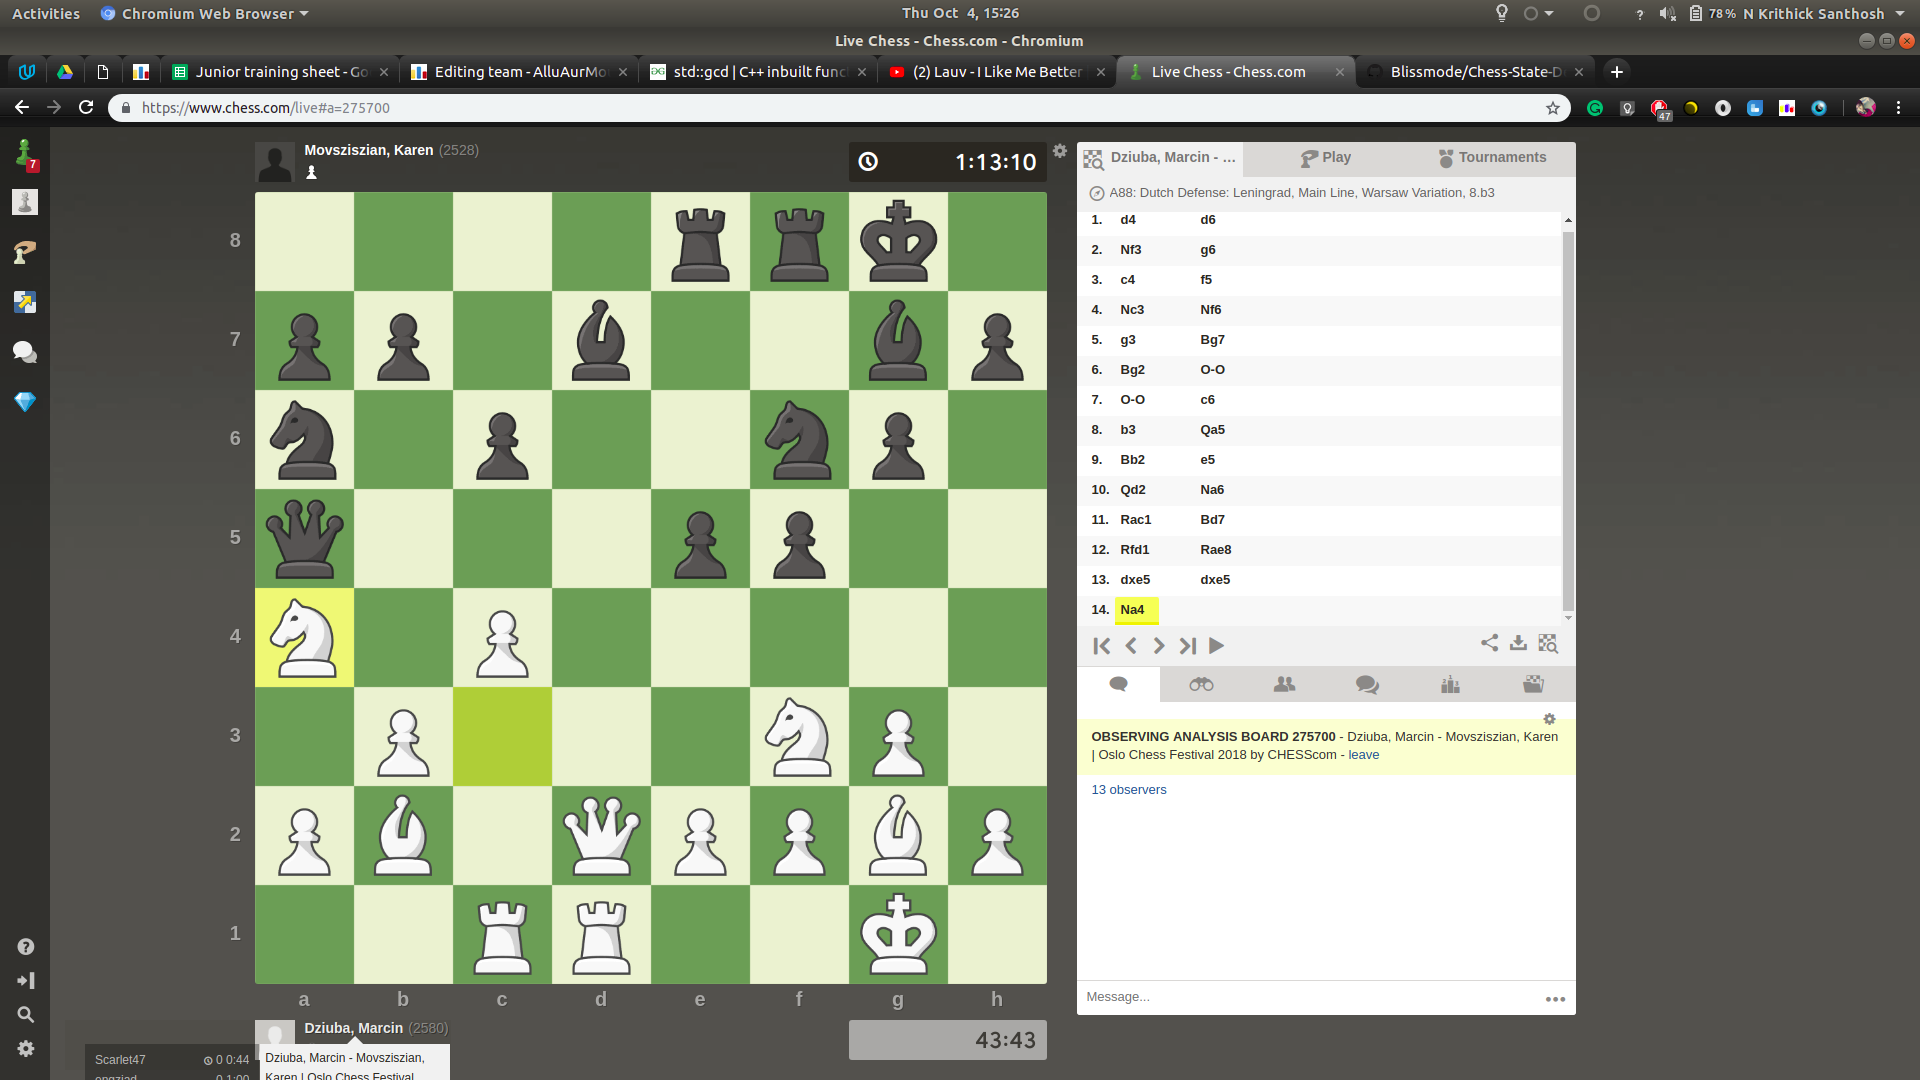 Activities Chromium Web Browser Thu Oct 4, 15:26 ? 78% N Krithick Santhosh
Live Chess - Chess.com - Chromium
Junior training sheet - Go Editing team - AlluAurMo std::gcd | C++ inbuilt func (2) Lauv - I Like Me Better Live Chess - Chess.com Blissmode/Chess-State-D
https://www.chess.com/live#a=275700 47
7
Movsziszian, Karen (2528)
1:13:10
8
7
6
5
4
3
2
1
a b c d e f g h
Dziuba, Marcin (2580)
43:43
Scarlet47 0 0:44
0 1:00
Dziuba, Marcin - Movsziszian,
Karen | Oslo Chess Festival
Dziuba, Marcin - ... Play Tournaments
A88: Dutch Defense: Leningrad, Main Line, Warsaw Variation, 8.b3
1. d4 d6
2. Nf3 g6
3. c4 f5
4. Nc3 Nf6
5. g3 Bg7
6. Bg2 O-O
7. O-O c6
8. b3 Qa5
9. Bb2 e5
10. Qd2 Na6
11. Rac1 Bd7
12. Rfd1 Rae8
13. dxe5 dxe5
14. Na4
OBSERVING ANALYSIS BOARD 275700 - Dziuba, Marcin - Movsziszian, Karen
| Oslo Chess Festival 2018 by CHESScom - leave
13 observers
Message...